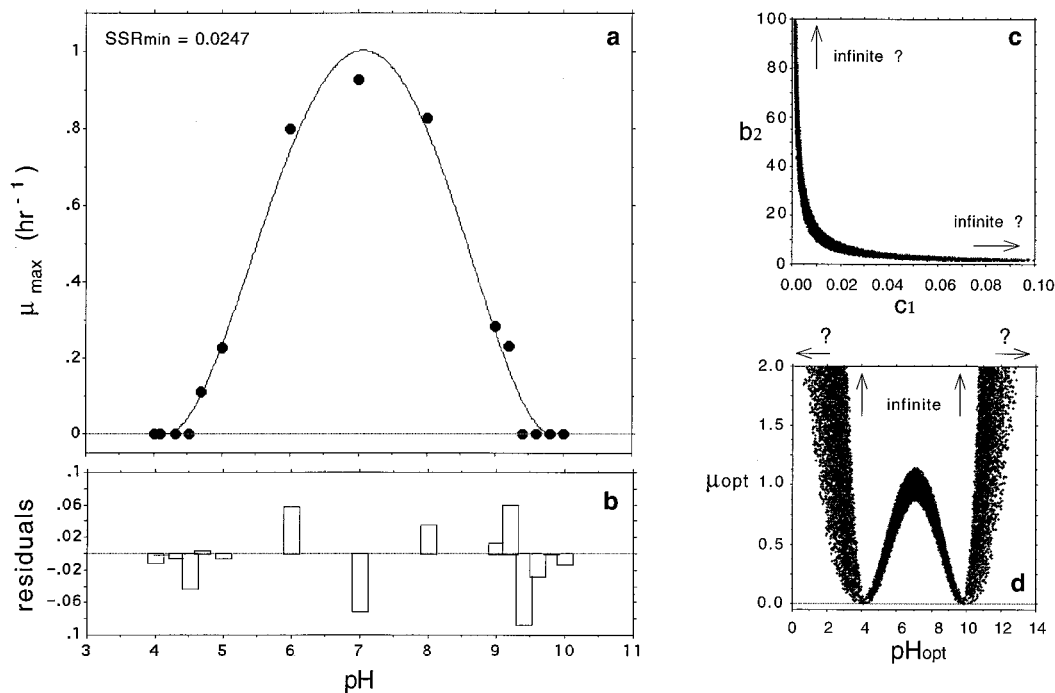 SSRmin = 0.0247
a
1
.8
.6
.4
.2
0
μ max (hr -1)
.1
.06
.02
-.02
-.06
.1
residuals
b
3 4 5 6 7 8 9 10 11
pH
c
100
80
60
40
20
0
b2
infinite ?
infinite ?
0.00 0.02 0.04 0.06 0.08 0.10
c1
? ?
2.0
1.5
1.0
0.5
0.0
μopt
infinite
d
0 2 4 6 8 10 12 14
pHopt